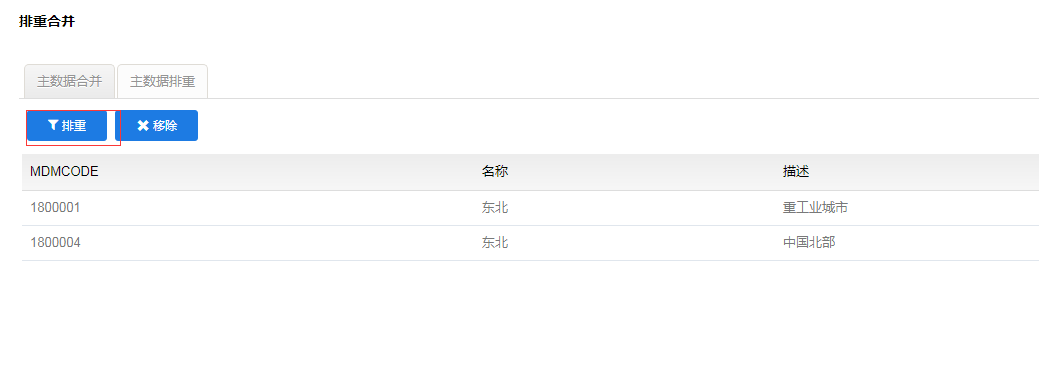 排重合并
主数据合并 主数据排重
排重 移除
MDMCODE 名称 描述
1800001 东北 重工业城市
1800004 东北 中国北部